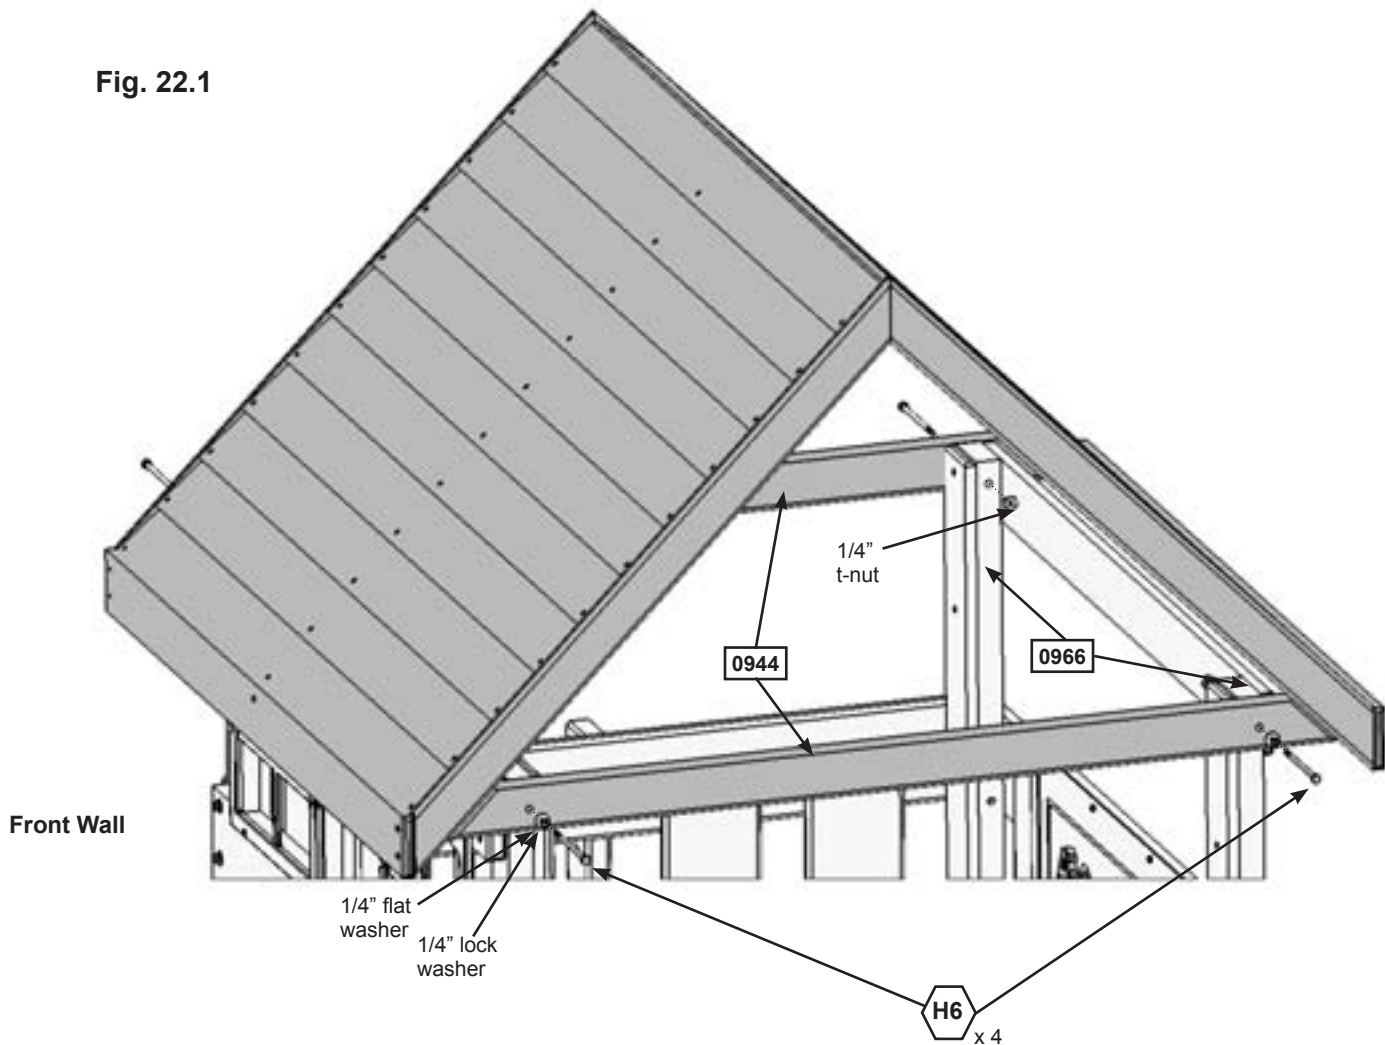 Fig. 22.1
1/4”
t-nut
0944
0966
Front Wall
1/4” flat
washer
1/4” lock
washer
H6
x 4